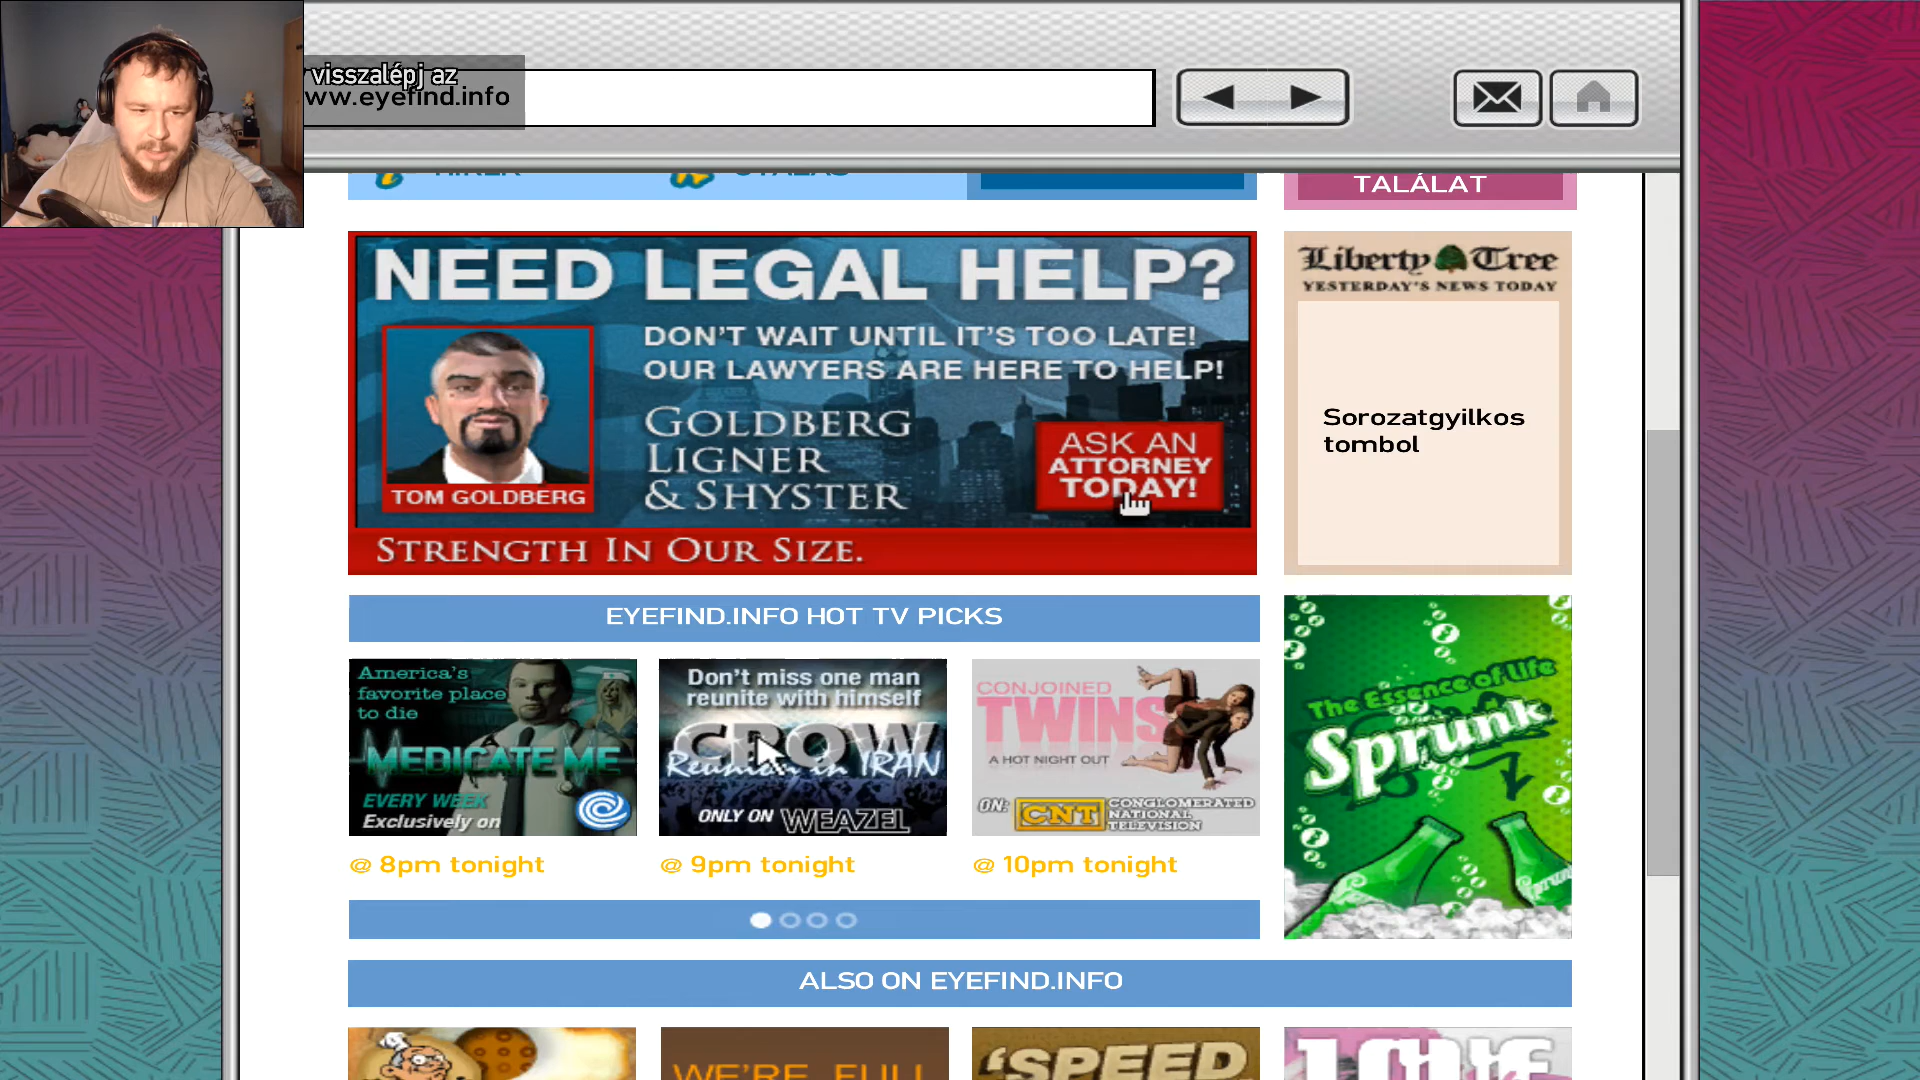 visszalépj az
www.eyefind.info
TALÁLAT
NEED LEGAL HELP?
DON'T WAIT UNTIL IT'S TOO LATE!
OUR LAWYERS ARE HERE TO HELP!
GOLDBERG
LIGNER
& SHYSTER
ASK AN
ATTORNEY
TODAY!
TOM GOLDBERG
STRENGTH IN OUR SIZE.
Liberty Tree
YESTERDAY'S NEWS TODAY
Sorozatgyilkos
tombol
EYEFIND.INFO HOT TV PICKS
America's
favorite place
to die
MEDICATE ME
EVERY WEEK
Exclusively on
@ 8pm tonight
Don't miss one man
reunite with himself
CROW
Reunion in IRAN
ONLY ON WEAZEL
@ 9pm tonight
CONJOINED
TWINS
A HOT NIGHT OUT
ON: CNT CONGLOMERATED
NATIONAL
TELEVISION
@ 10pm tonight
The Essence of Life
Sprunk
ALSO ON EYEFIND.INFO
WE'RE FULL
'SPEED